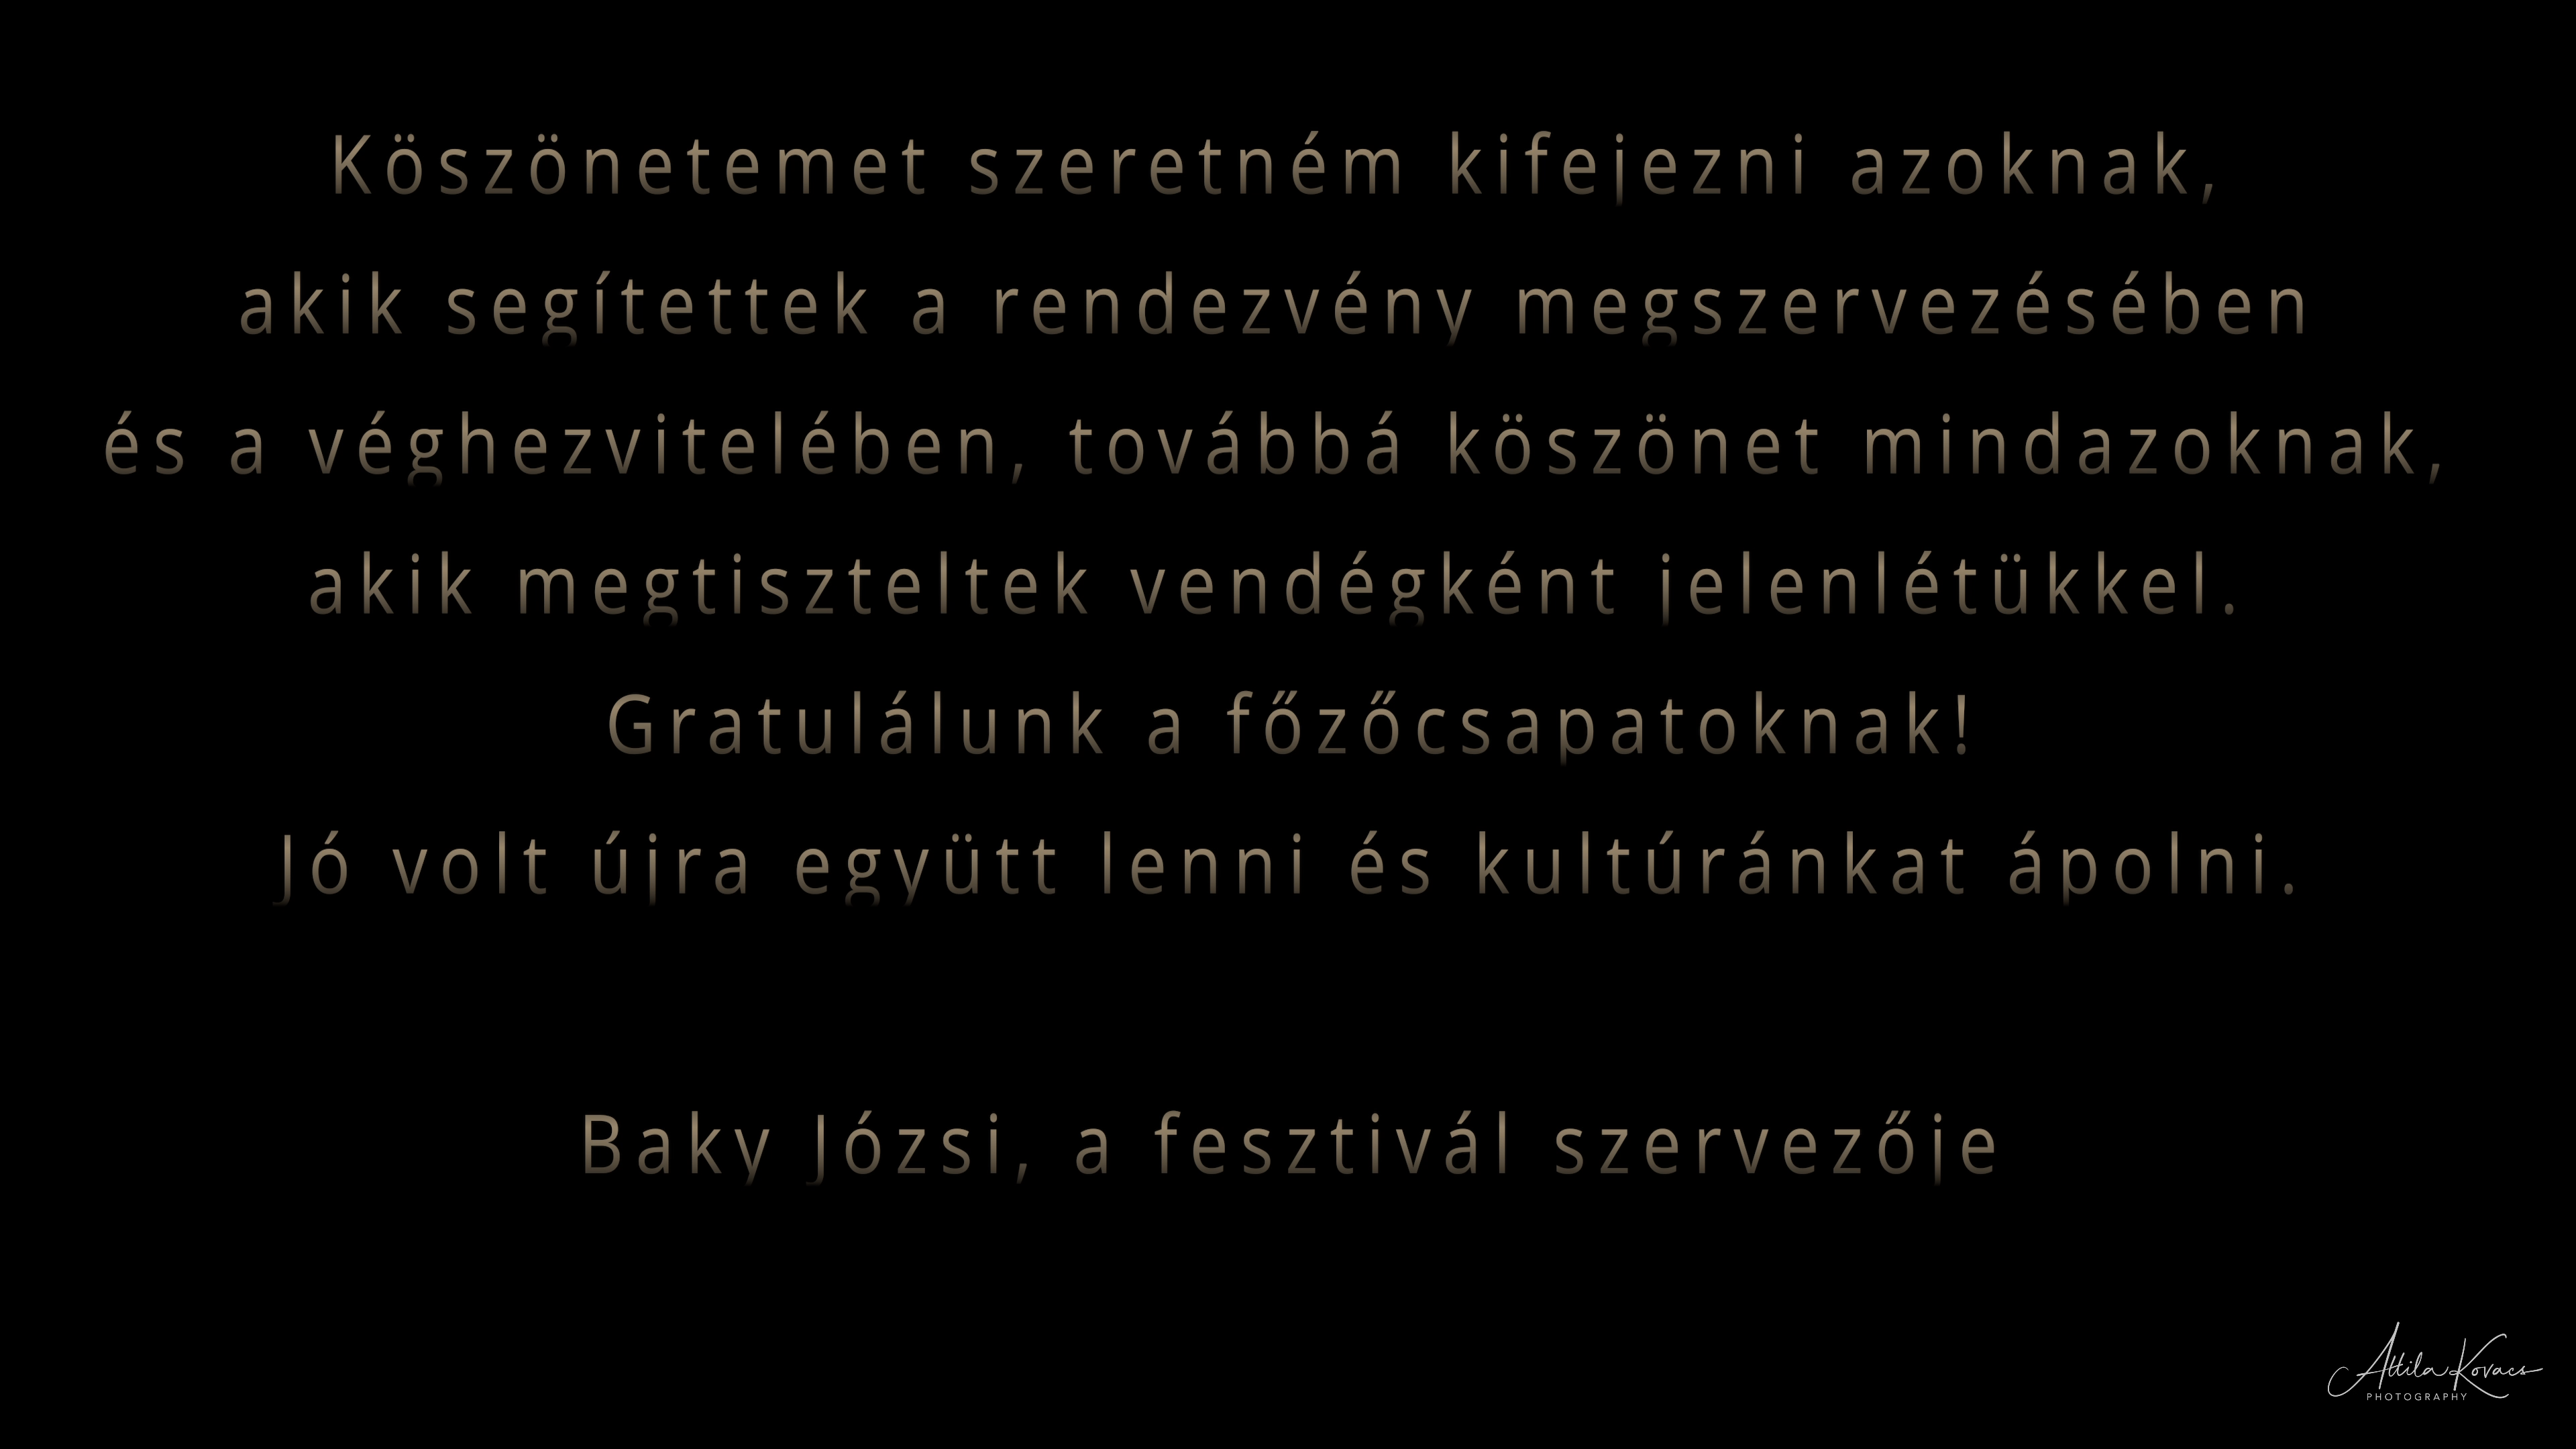 Köszönetemet szeretném kifejezni azoknak,
akik segítettek a rendezvény megszervezésében
és a véghezvitelében, továbbá köszönet mindazoknak,
akik megtiszteltek vendégként jelenlétükkel.
Gratulálunk a főzőcsapatoknak!
Jó volt újra együtt lenni és kultúránkat ápolni.
Baky Józsi, a fesztivál szervezője
Attila Kovacs
PHOTOGRAPHY